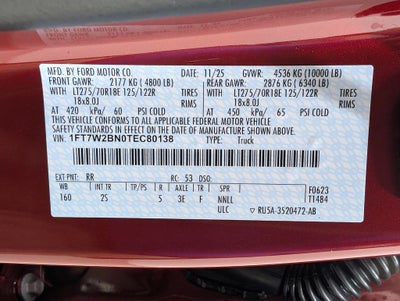 MFD. BY FORD MOTOR CO. 11/25 GVWR: 4536 KG (10000 LB)
FRONT GAWR: 2177 KG (4800 LB) REAR GAWR: 2876 KG (6340 LB)
WITH WITH
LT275/70R18E 125/122R TIRES LT275/70R18E 125/122R
18x8.0J RIMS 18x8.0J
AT 420 kPa/ 60 PSI COLD AT 450 kPa/ 65 PSI COLD
THIS VEHICLE CONFORMS TO ALL APPLICABLE FEDERAL MOTOR VEHICLE SAFETY STANDARDS IN EFFECT ON THE DATE OF MANUFACTURE SHOWN ABOVE.
VIN: 1FT7W2BN0TEC80138 TYPE: Truck
EXT PNT: RR RC: 53 DSO:
WB INT TR TP/PS R AXLE TR SPR F0623
160 2S 5 3E F NNLL T1484
ULC RU5A-3520472-AB